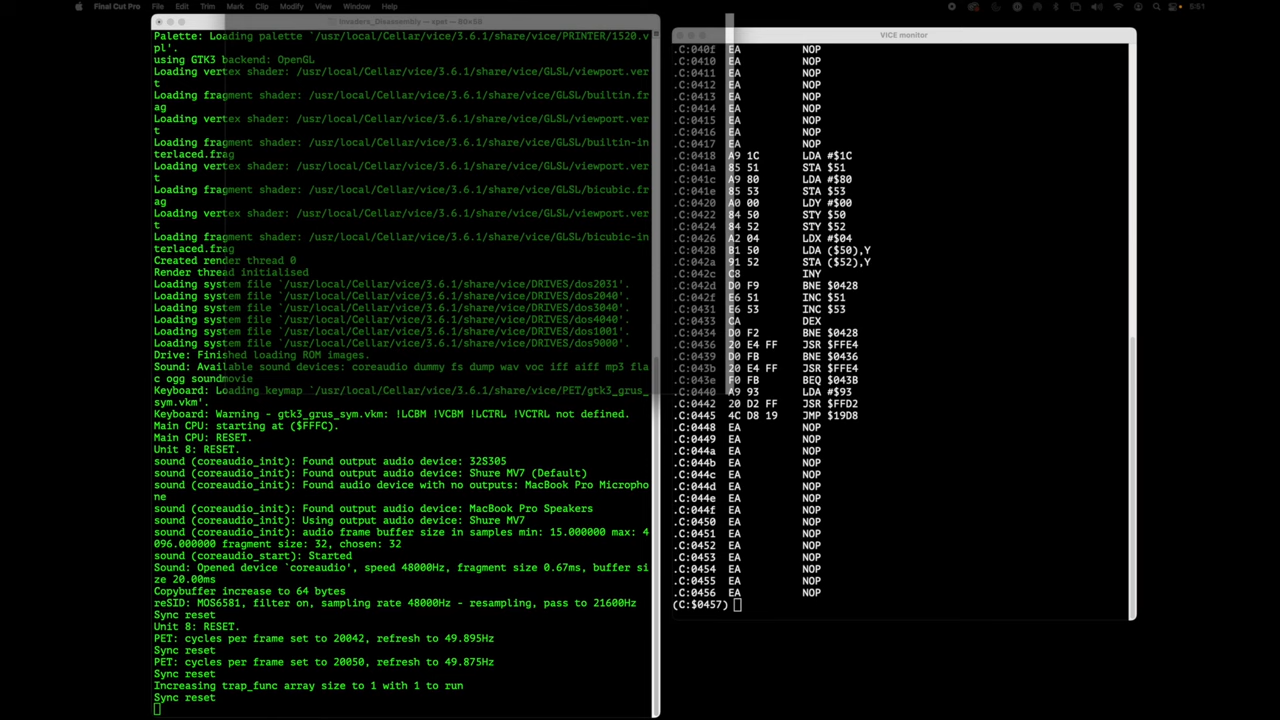 Final Cut Pro File Edit Trim Mark Clip Modify View Window Help 5:51
Invaders_Disassembly — xpet — 80×58
Palette: Loading palette `/usr/local/Cellar/vice/3.6.1/share/vice/PRINTER/1520.v
pl'.
using GTK3 backend: OpenGL
Loading vertex shader: /usr/local/Cellar/vice/3.6.1/share/vice/GLSL/viewport.ver
t
Loading fragment shader: /usr/local/Cellar/vice/3.6.1/share/vice/GLSL/builtin.fr
ag
Loading vertex shader: /usr/local/Cellar/vice/3.6.1/share/vice/GLSL/viewport.ver
t
Loading fragment shader: /usr/local/Cellar/vice/3.6.1/share/vice/GLSL/builtin-in
terlaced.frag
Loading vertex shader: /usr/local/Cellar/vice/3.6.1/share/vice/GLSL/viewport.ver
t
Loading fragment shader: /usr/local/Cellar/vice/3.6.1/share/vice/GLSL/bicubic.fr
ag
Loading vertex shader: /usr/local/Cellar/vice/3.6.1/share/vice/GLSL/viewport.ver
t
Loading fragment shader: /usr/local/Cellar/vice/3.6.1/share/vice/GLSL/bicubic-in
terlaced.frag
Created render thread 0
Render thread initialised
Loading system file `/usr/local/Cellar/vice/3.6.1/share/vice/DRIVES/dos2031'.
Loading system file `/usr/local/Cellar/vice/3.6.1/share/vice/DRIVES/dos2040'.
Loading system file `/usr/local/Cellar/vice/3.6.1/share/vice/DRIVES/dos3040'.
Loading system file `/usr/local/Cellar/vice/3.6.1/share/vice/DRIVES/dos4040'.
Loading system file `/usr/local/Cellar/vice/3.6.1/share/vice/DRIVES/dos1001'.
Loading system file `/usr/local/Cellar/vice/3.6.1/share/vice/DRIVES/dos9000'.
Drive: Finished loading ROM images.
Sound: Available sound devices: coreaudio dummy fs dump wav voc iff aiff mp3 fla
c ogg soundmovie
Keyboard: Loading keymap `/usr/local/Cellar/vice/3.6.1/share/vice/PET/gtk3_grus_
sym.vkm'.
Keyboard: Warning - gtk3_grus_sym.vkm: !LCBM !VCBM !LCTRL !VCTRL not defined.
Main CPU: starting at ($FFFC).
Main CPU: RESET.
Unit 8: RESET.
sound (coreaudio_init): Found output audio device: 32S305
sound (coreaudio_init): Found output audio device: Shure MV7 (Default)
sound (coreaudio_init): Found audio device with no outputs: MacBook Pro Micropho
ne
sound (coreaudio_init): Found output audio device: MacBook Pro Speakers
sound (coreaudio_init): Using output audio device: Shure MV7
sound (coreaudio_init): audio frame buffer size in samples min: 15.000000 max: 4
096.000000 fragment size: 32, chosen: 32
sound (coreaudio_start): Started
Sound: Opened device `coreaudio', speed 48000Hz, fragment size 0.67ms, buffer si
ze 20.00ms
Copybuffer increase to 64 bytes
reSID: MOS6581, filter on, sampling rate 48000Hz - resampling, pass to 21600Hz
Sync reset
Unit 8: RESET.
PET: cycles per frame set to 20042, refresh to 49.895Hz
Sync reset
PET: cycles per frame set to 20050, refresh to 49.875Hz
Sync reset
Increasing trap_func array size to 1 with 1 to run
Sync reset
VICE monitor
.C:040f EA NOP
.C:0410 EA NOP
.C:0411 EA NOP
.C:0412 EA NOP
.C:0413 EA NOP
.C:0414 EA NOP
.C:0415 EA NOP
.C:0416 EA NOP
.C:0417 EA NOP
.C:0418 A9 1C LDA #$1C
.C:041a 85 51 STA $51
.C:041c A9 80 LDA #$80
.C:041e 85 53 STA $53
.C:0420 A0 00 LDY #$00
.C:0422 84 50 STY $50
.C:0424 84 52 STY $52
.C:0426 A2 04 LDX #$04
.C:0428 B1 50 LDA ($50),Y
.C:042a 91 52 STA ($52),Y
.C:042c C8 INY
.C:042d D0 F9 BNE $0428
.C:042f E6 51 INC $51
.C:0431 E6 53 INC $53
.C:0433 CA DEX
.C:0434 D0 F2 BNE $0428
.C:0436 20 E4 FF JSR $FFE4
.C:0439 D0 FB BNE $0436
.C:043b 20 E4 FF JSR $FFE4
.C:043e F0 FB BEQ $043B
.C:0440 A9 93 LDA #$93
.C:0442 20 D2 FF JSR $FFD2
.C:0445 4C D8 19 JMP $19D8
.C:0448 EA NOP
.C:0449 EA NOP
.C:044a EA NOP
.C:044b EA NOP
.C:044c EA NOP
.C:044d EA NOP
.C:044e EA NOP
.C:044f EA NOP
.C:0450 EA NOP
.C:0451 EA NOP
.C:0452 EA NOP
.C:0453 EA NOP
.C:0454 EA NOP
.C:0455 EA NOP
.C:0456 EA NOP
(C:$0457)